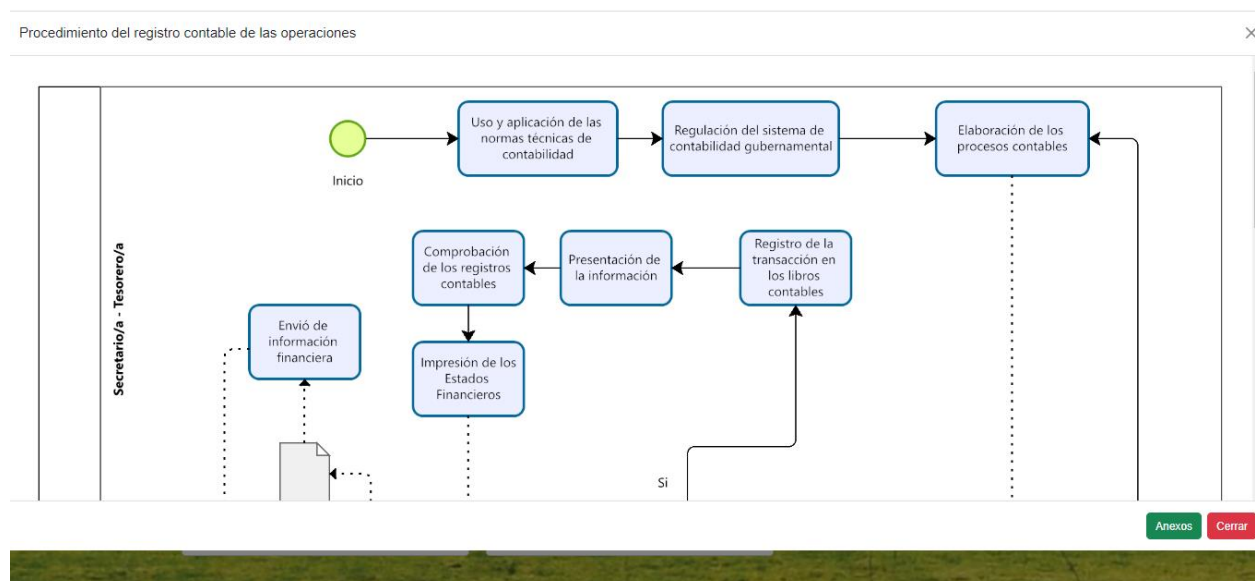 Procedimiento del registro contable de las operaciones
Secretario/a - Tesorero/a
Inicio
Uso y aplicación de las
normas técnicas de
contabilidad
Regulación del sistema de
contabilidad gubernamental
Elaboración de los
procesos contables
Registro de la
transacción en
los libros
contables
Presentación de
la información
Comprobación
de los registros
contables
Envió de
información
financiera
Impresión de los
Estados
Financieros
Si
Anexos
Cerrar